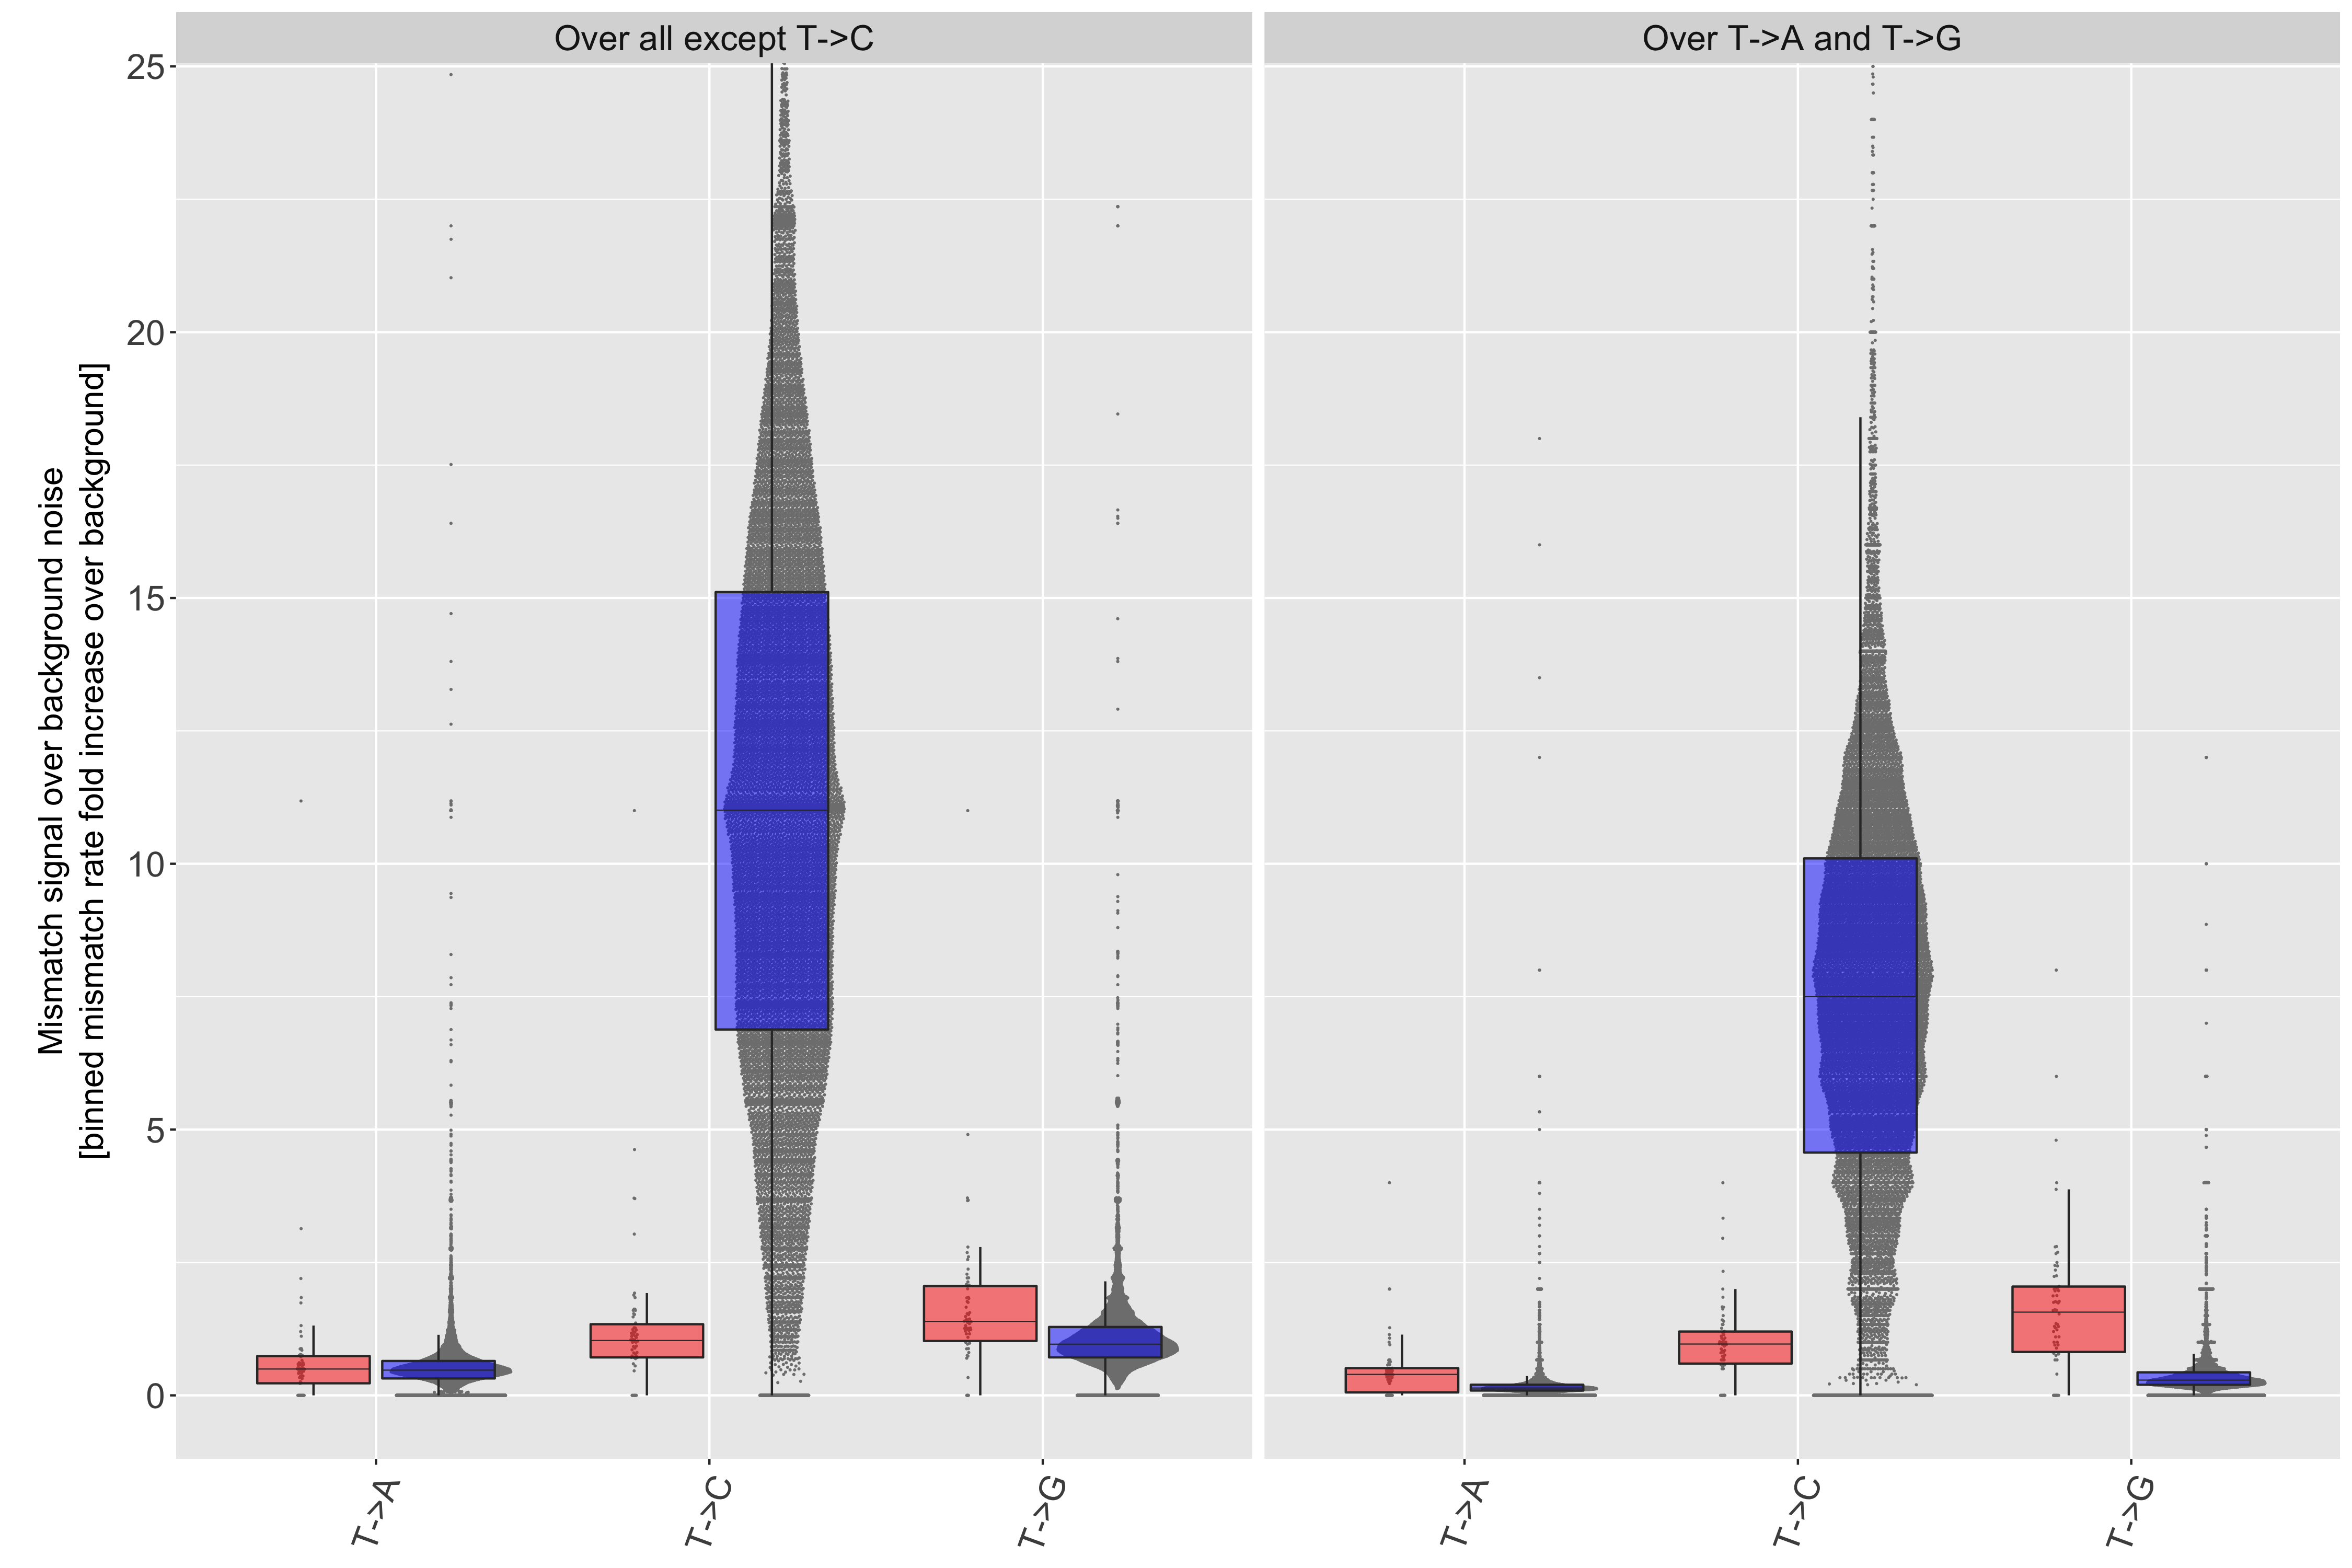 Over all except T->C
Over T->A and T->G
Mismatch signal over background noise
[binned mismatch rate fold increase over background]
25
20
15
10
5
0
T->A
T->C
T->G
T->A
T->C
T->G